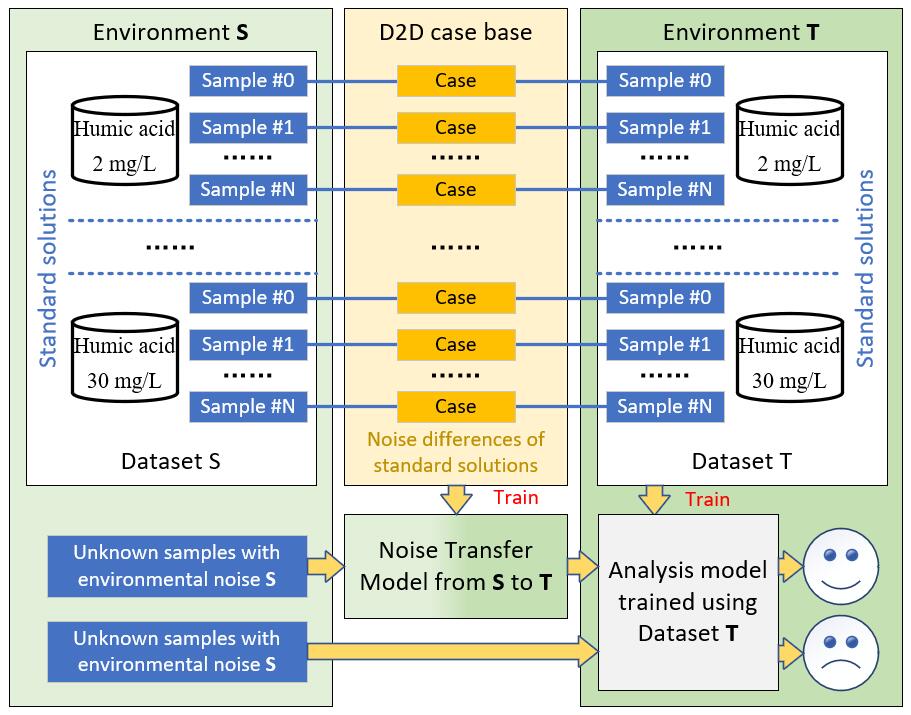 Environment S
Sample #0
Humic acid
2 mg/L
Sample #1
......
Sample #N
......
Sample #0
Humic acid
30 mg/L
Sample #1
......
Sample #N
Standard solutions
Dataset S
D2D case base
Case
Case
......
Case
......
Case
Case
......
Case
Noise differences of
standard solutions
Environment T
Sample #0
Sample #1
......
Sample #N
Humic acid
2 mg/L
......
Sample #0
Sample #1
......
Sample #N
Humic acid
30 mg/L
Standard solutions
Dataset T
Train
Train
Unknown samples with
environmental noise S
Noise Transfer
Model from S to T
Analysis model
trained using
Dataset T
Unknown samples with
environmental noise S